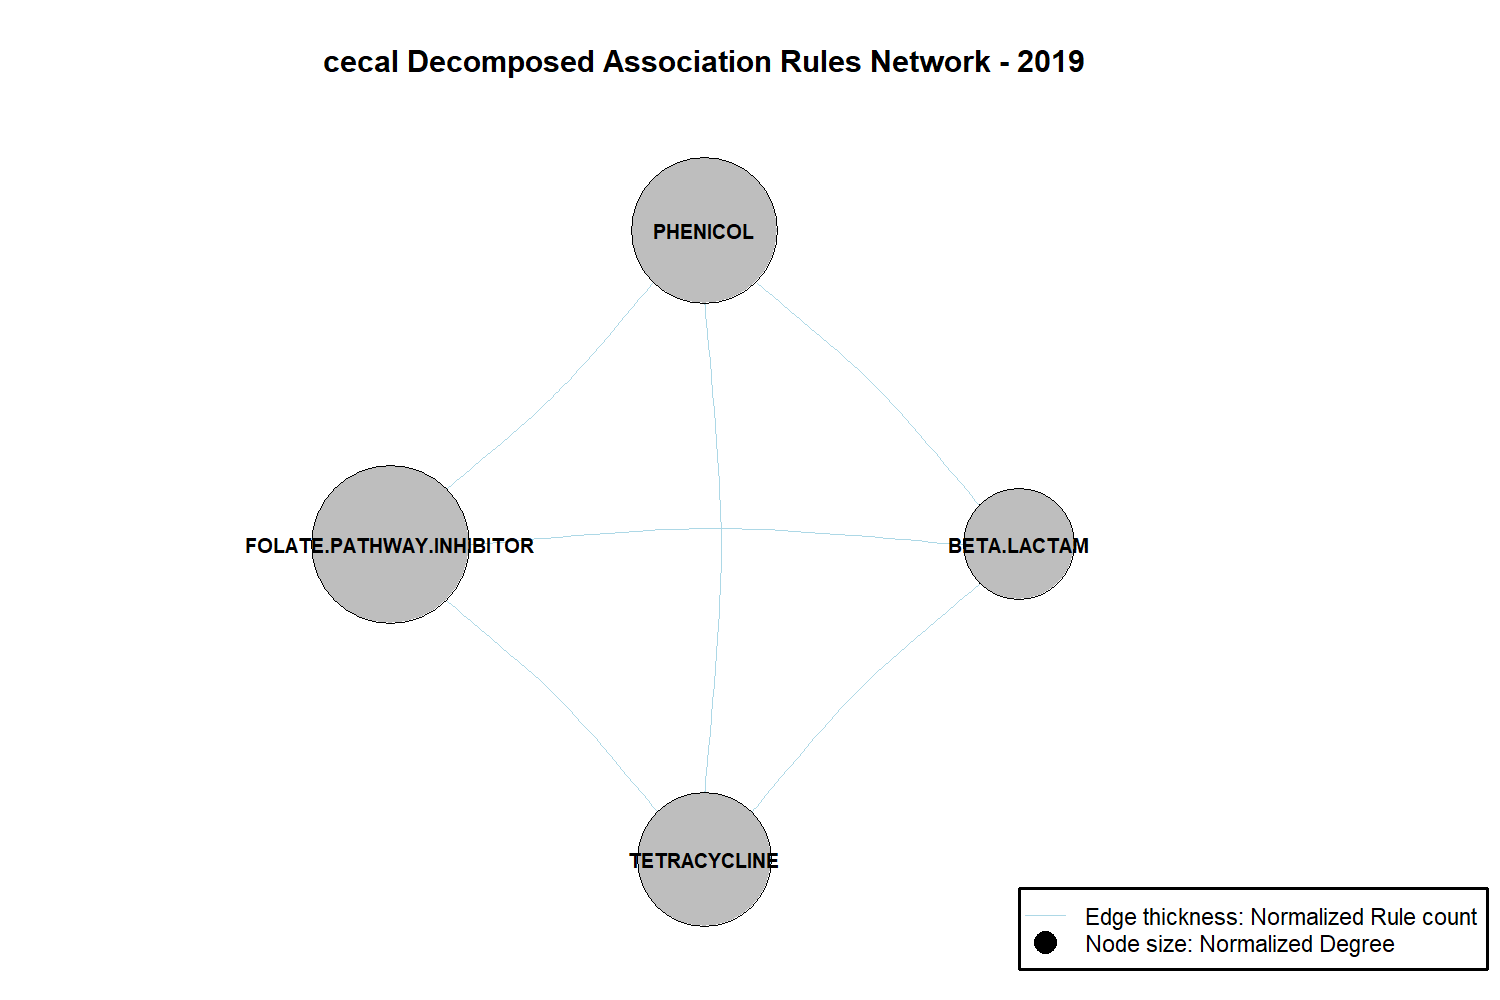 cecal Decomposed Association Rules Network - 2019
PHENICOL
FOLATE.PATHWAY.INHIBITOR
BETA.LACTAM
TETRACYCLINE
Edge thickness: Normalized Rule count
Node size: Normalized Degree